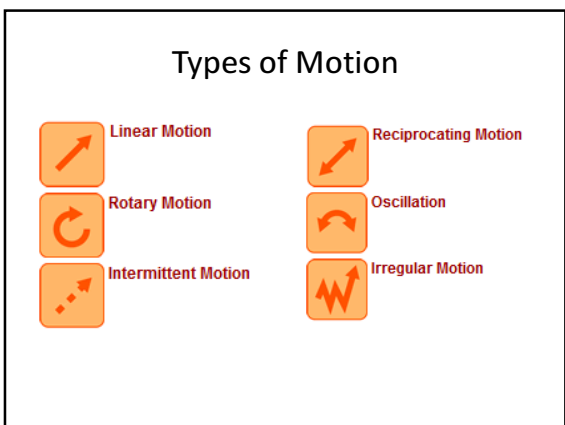 Types of Motion
Linear Motion
Rotary Motion
Intermittent Motion
Reciprocating Motion
Oscillation
Irregular Motion